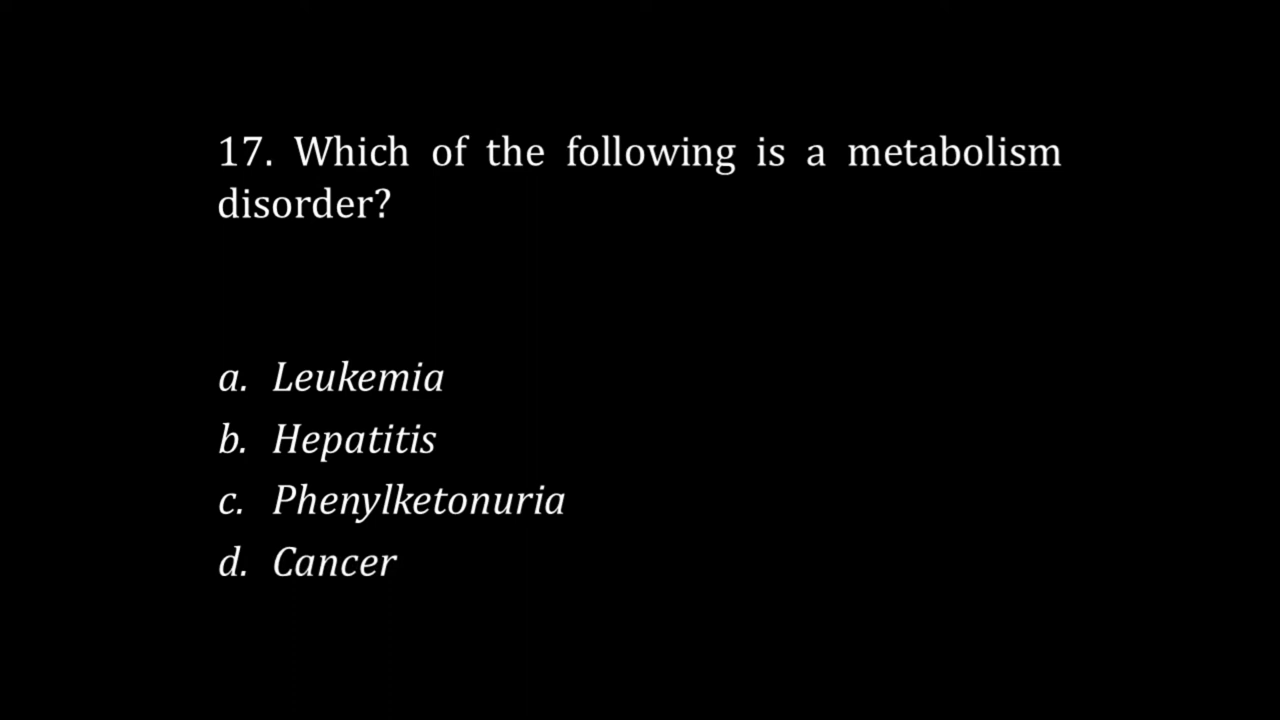 17. Which of the following is a metabolism
disorder?
a. Leukemia
b. Hepatitis
c. Phenylketonuria
d. Cancer